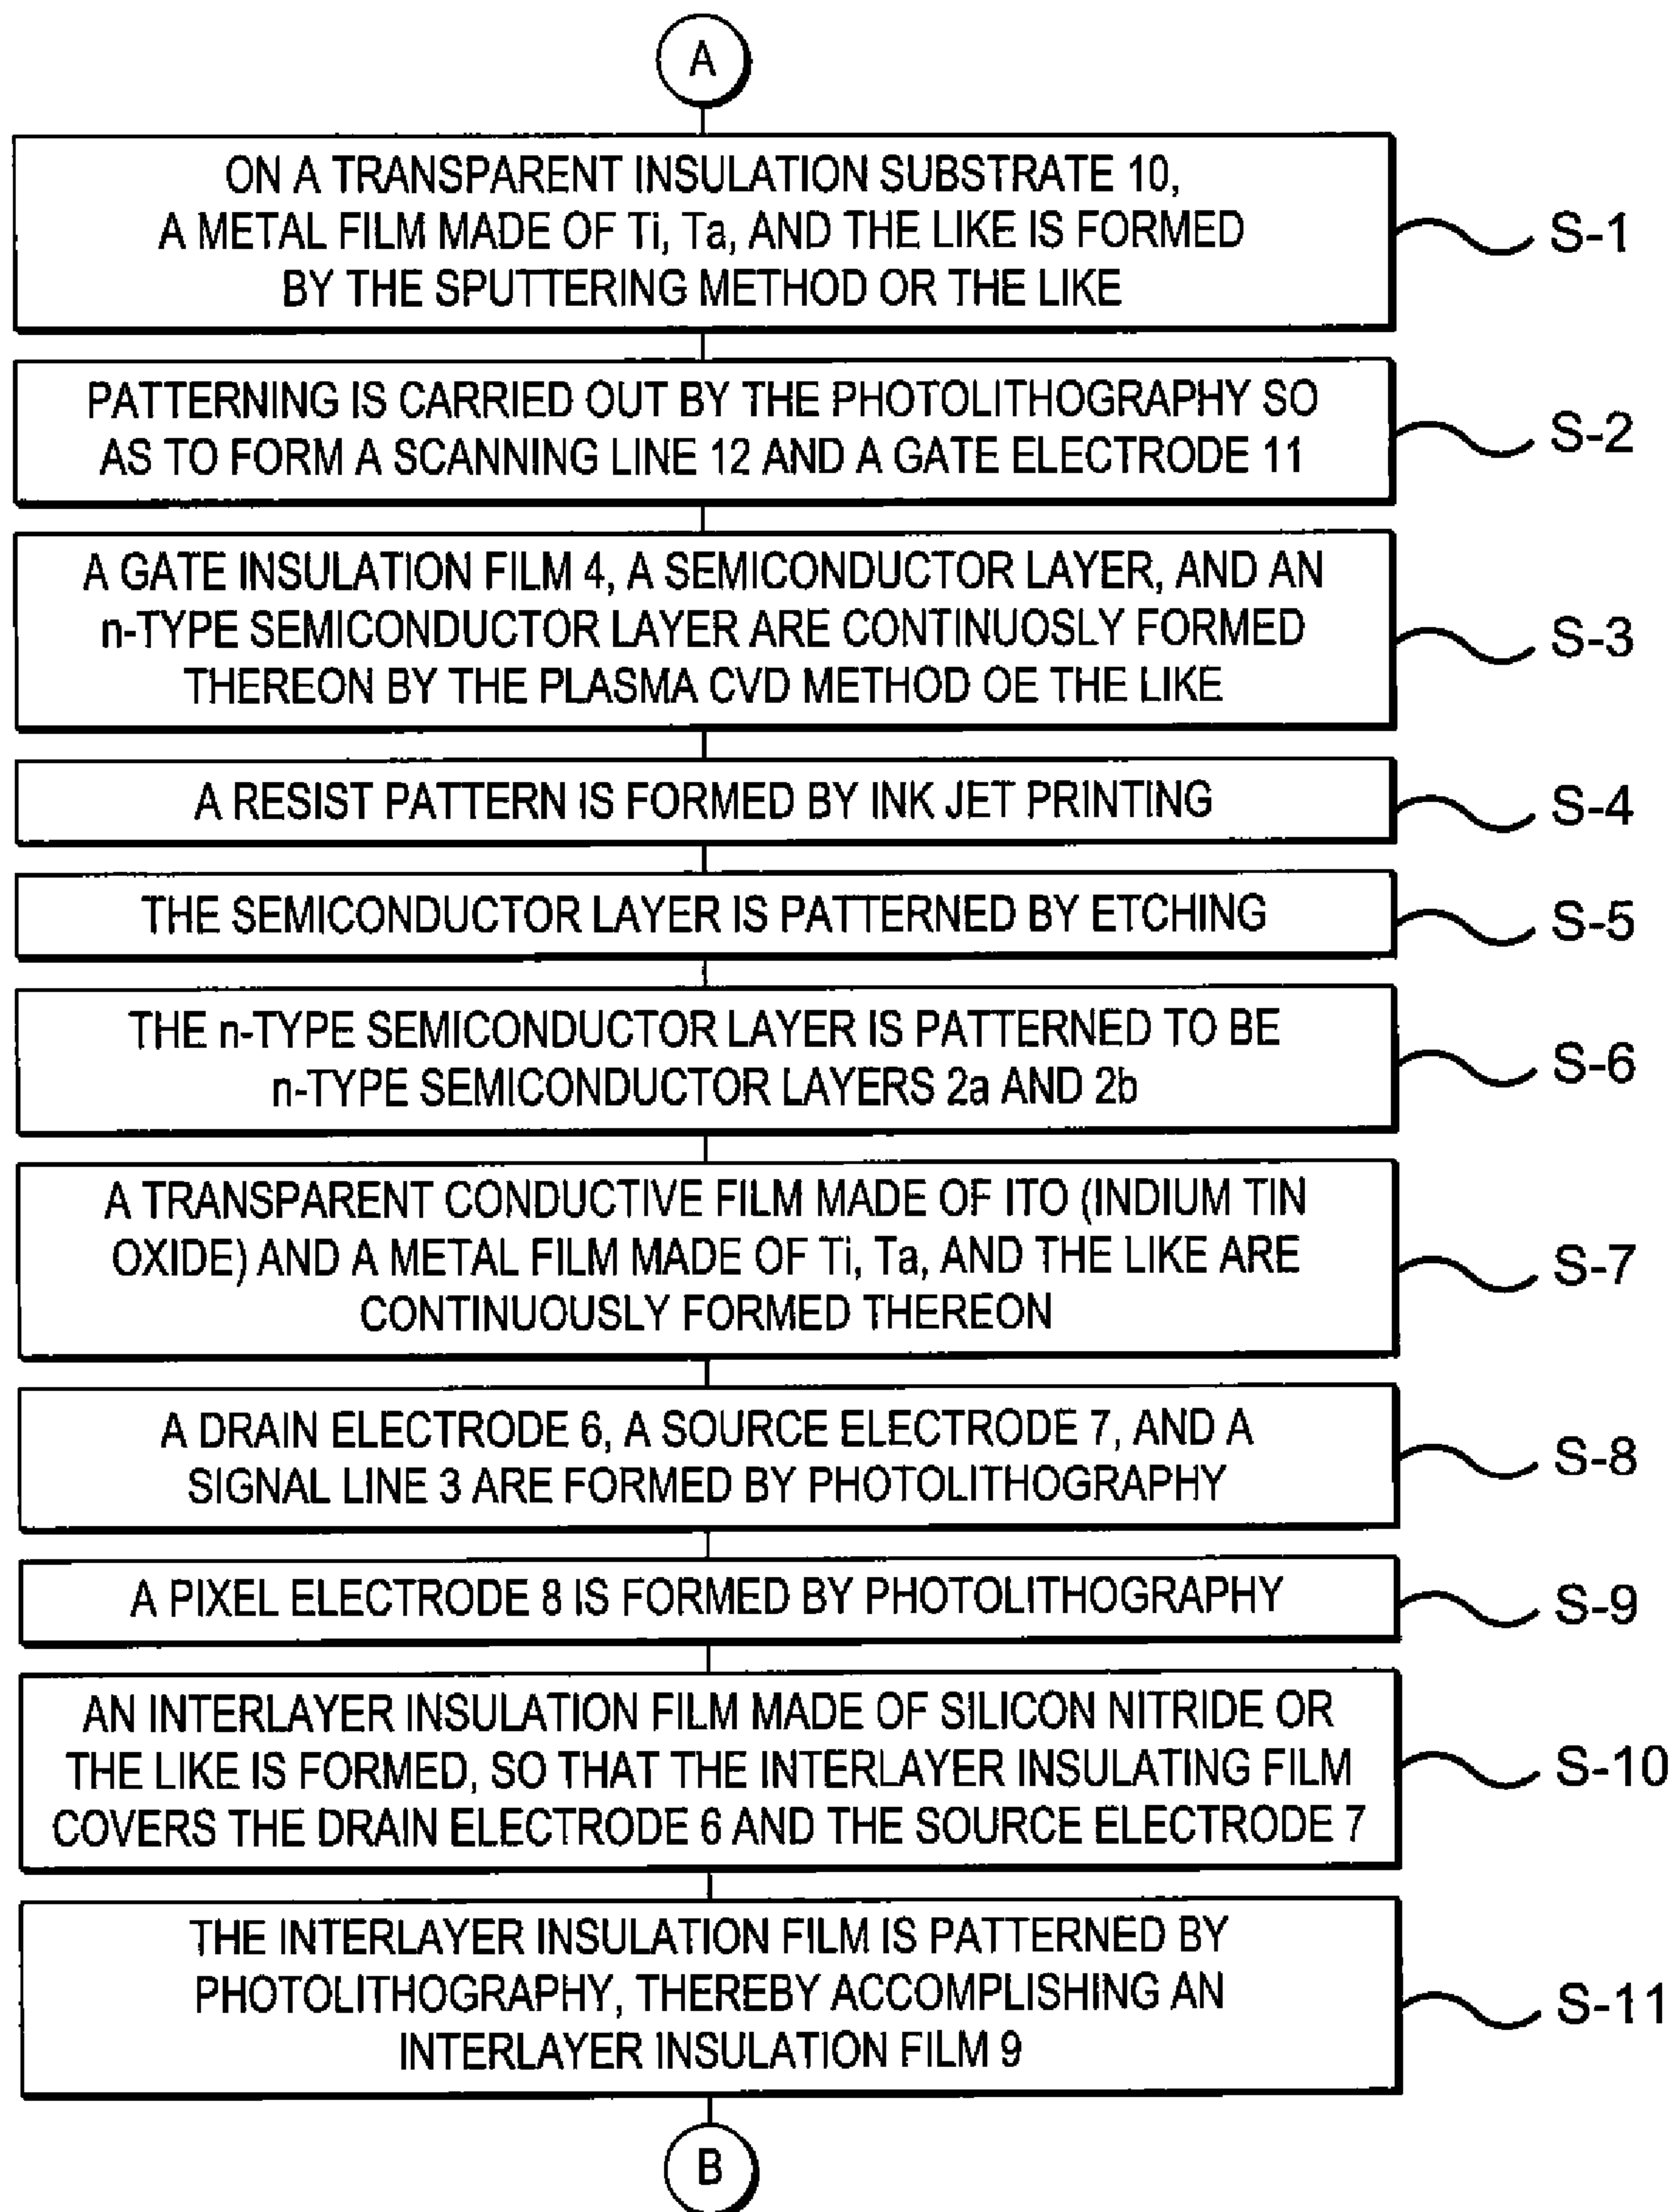 A
ON A TRANSPARENT INSULATION SUBSTRATE 10,
A METAL FILM MADE OF Ti, Ta, AND THE LIKE IS FORMED
BY THE SPUTTERING METHOD OR THE LIKE
S-1
PATTERNING IS CARRIED OUT BY THE PHOTOLITHOGRAPHY SO
AS TO FORM A SCANNING LINE 12 AND A GATE ELECTRODE 11
S-2
A GATE INSULATION FILM 4, A SEMICONDUCTOR LAYER, AND AN
n-TYPE SEMICONDUCTOR LAYER ARE CONTINUOSLY FORMED
THEREON BY THE PLASMA CVD METHOD OE THE LIKE
S-3
A RESIST PATTERN IS FORMED BY INK JET PRINTING
S-4
THE SEMICONDUCTOR LAYER IS PATTERNED BY ETCHING
S-5
THE n-TYPE SEMICONDUCTOR LAYER IS PATTERNED TO BE
n-TYPE SEMICONDUCTOR LAYERS 2a AND 2b
S-6
A TRANSPARENT CONDUCTIVE FILM MADE OF ITO (INDIUM TIN
OXIDE) AND A METAL FILM MADE OF Ti, Ta, AND THE LIKE ARE
CONTINUOUSLY FORMED THEREON
S-7
A DRAIN ELECTRODE 6, A SOURCE ELECTRODE 7, AND A
SIGNAL LINE 3 ARE FORMED BY PHOTOLITHOGRAPHY
S-8
A PIXEL ELECTRODE 8 IS FORMED BY PHOTOLITHOGRAPHY
S-9
AN INTERLAYER INSULATION FILM MADE OF SILICON NITRIDE OR
THE LIKE IS FORMED, SO THAT THE INTERLAYER INSULATING FILM
COVERS THE DRAIN ELECTRODE 6 AND THE SOURCE ELECTRODE 7
S-10
THE INTERLAYER INSULATION FILM IS PATTERNED BY
PHOTOLITHOGRAPHY, THEREBY ACCOMPLISHING AN
INTERLAYER INSULATION FILM 9
S-11
B